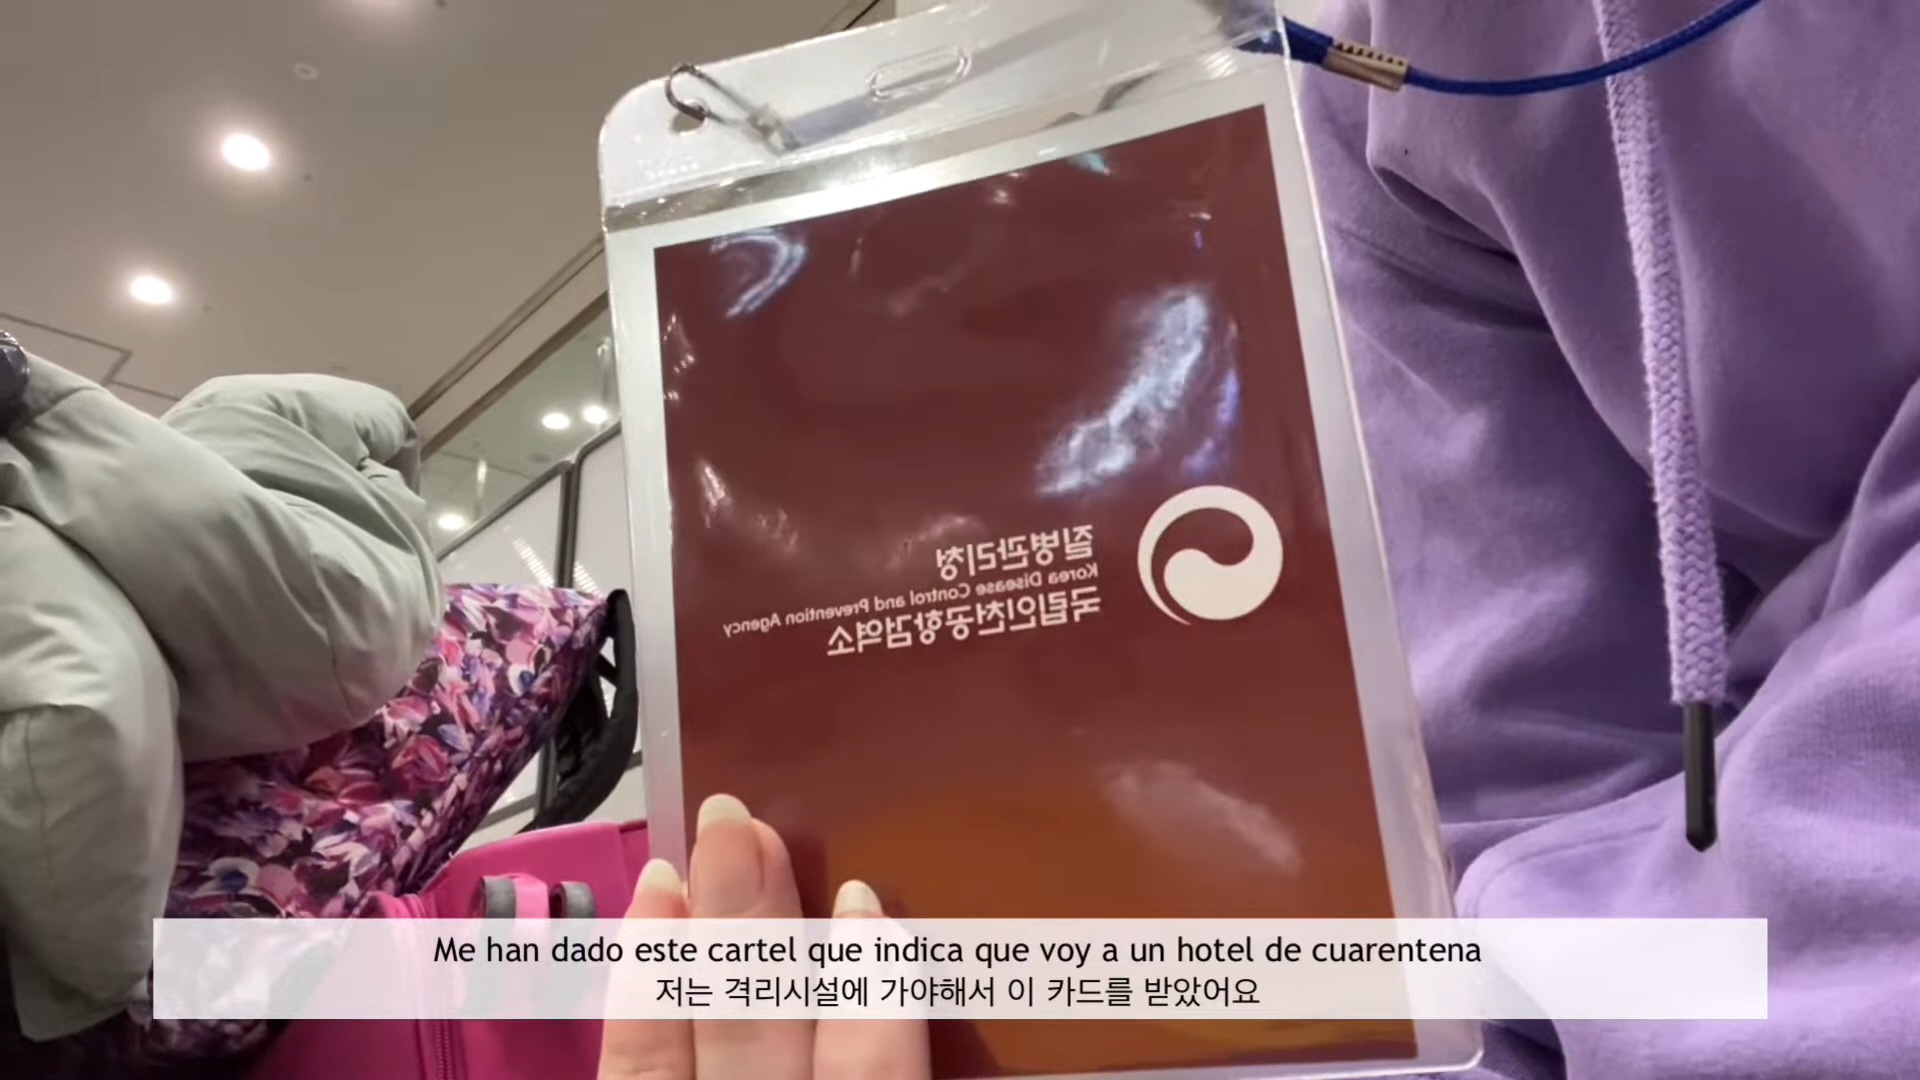 질병관리청
Korea Disease Control and Prevention Agency
국립인천공항검역소
Me han dado este cartel que indica que voy a un hotel de cuarentena
저는 격리시설에 가야해서 이 카드를 받았어요